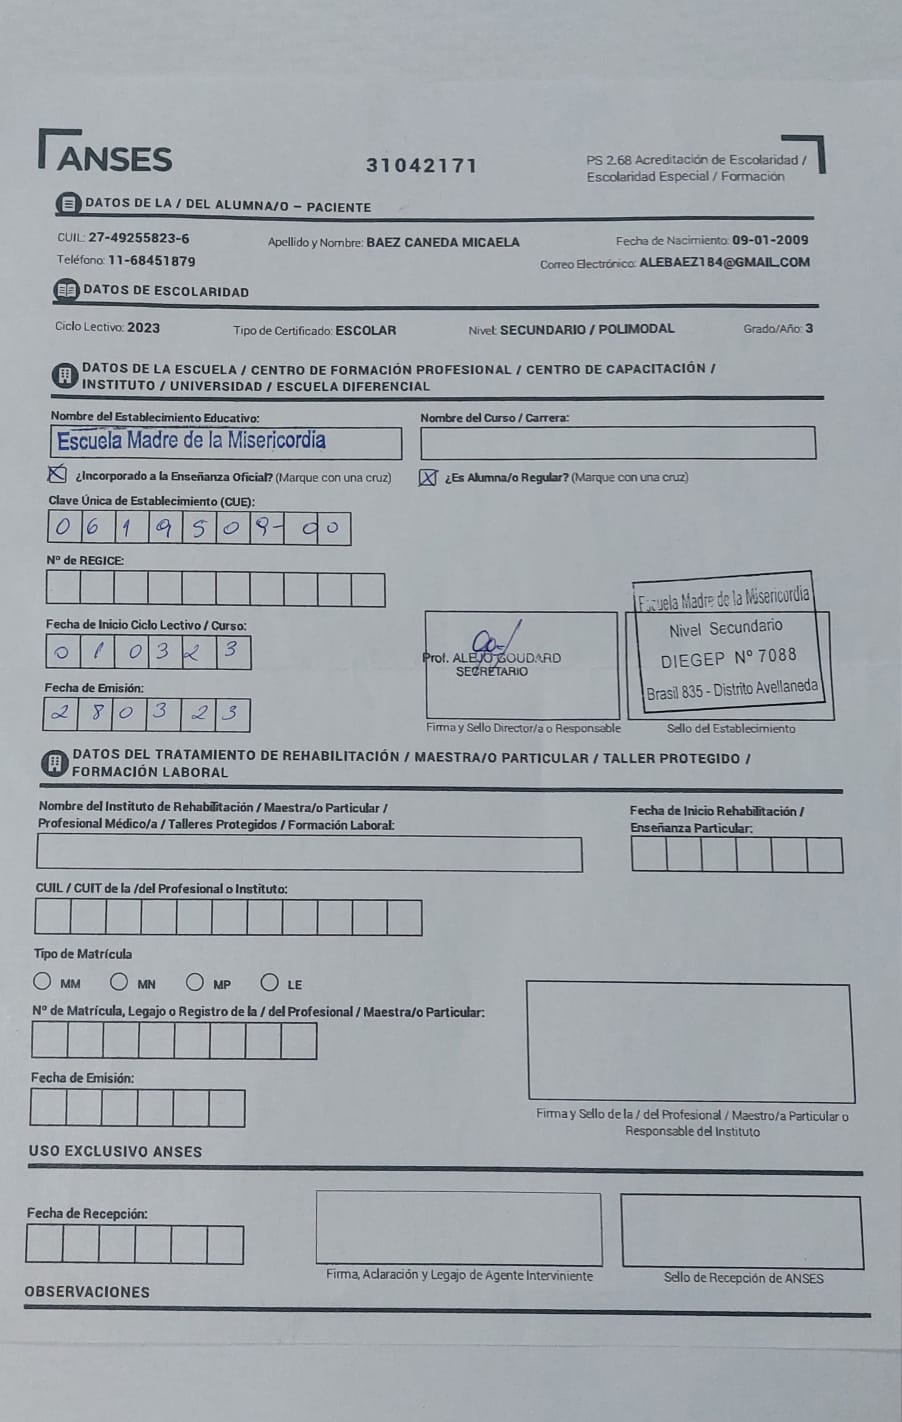 ANSES
31042171
PS 2.68 Acreditación de Escolaridad /
Escolaridad Especial / Formación
DATOS DE LA / DEL ALUMNA/O - PACIENTE
CUIL: 27-49255823-6 Apellido y Nombre: BAEZ CANEDA MICAELA Fecha de Nacimiento: 09-01-2009
Teléfono: 11-68451879 Correo Electrónico: ALEBAEZ184@GMAIL.COM
DATOS DE ESCOLARIDAD
Ciclo Lectivo: 2023 Tipo de Certificado: ESCOLAR Nivel: SECUNDARIO / POLIMODAL Grado/Año: 3
DATOS DE LA ESCUELA / CENTRO DE FORMACIÓN PROFESIONAL / CENTRO DE CAPACITACIÓN /
INSTITUTO / UNIVERSIDAD / ESCUELA DIFERENCIAL
Nombre del Establecimiento Educativo: Nombre del Curso / Carrera:
Escuela Madre de la Misericordia
X ¿Incorporado a la Enseñanza Oficial? (Marque con una cruz) X ¿Es Alumna/o Regular? (Marque con una cruz)
Clave Única de Establecimiento (CUE):
0 6 1 9 5 0 9- 0 0
Nº de REGICE:
Fecha de Inicio Ciclo Lectivo / Curso:
0 1 0 3 2 3
Fecha de Emisión:
2 8 0 3 2 3
Prof. ALEJO GOUDARD
SECRETARIO
Firma y Sello Director/a o Responsable
Escuela Madre de la Misericordia
Nivel Secundario
DIEGEP Nº 7088
Brasil 835 - Distrito Avellaneda
Sello del Establecimiento
DATOS DEL TRATAMIENTO DE REHABILITACIÓN / MAESTRA/O PARTICULAR / TALLER PROTEGIDO /
FORMACIÓN LABORAL
Nombre del Instituto de Rehabilitación / Maestra/o Particular /
Profesional Médico/a / Talleres Protegidos / Formación Laboral:
Fecha de Inicio Rehabilitación /
Enseñanza Particular:
CUIL / CUIT de la /del Profesional o Instituto:
Tipo de Matrícula
MM MN MP LE
Nº de Matrícula, Legajo o Registro de la / del Profesional / Maestra/o Particular:
Fecha de Emisión:
Firma y Sello de la / del Profesional / Maestro/a Particular o
Responsable del Instituto
USO EXCLUSIVO ANSES
Fecha de Recepción:
Firma, Aclaración y Legajo de Agente Interviniente
Sello de Recepción de ANSES
OBSERVACIONES